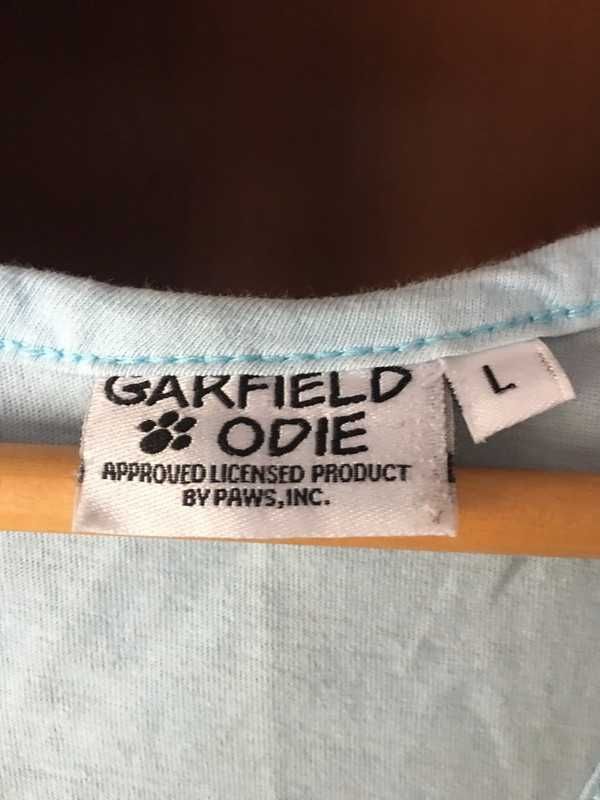 GARFIELD
ODIE
APPROVED LICENSED PRODUCT
BY PAWS, INC.
L